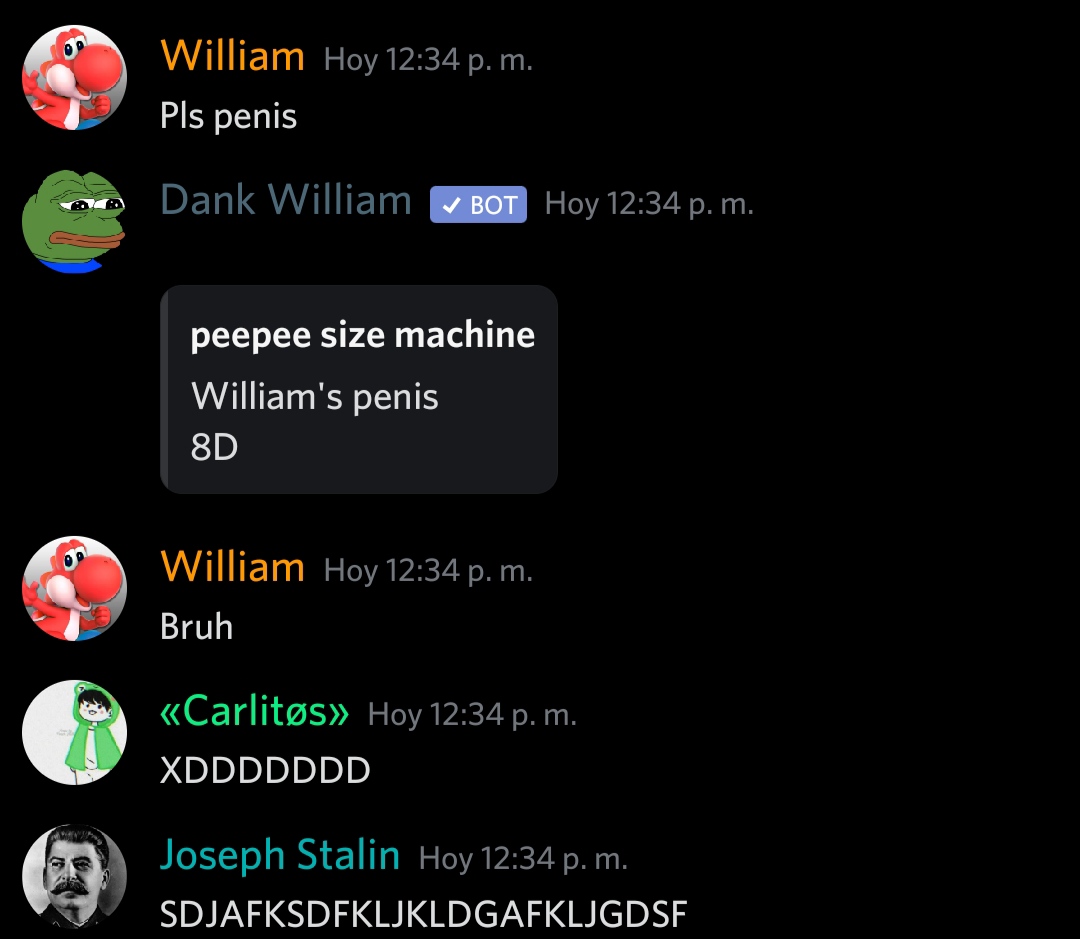 William Hoy 12:34 p. m.
Pls penis
Dank William ✓ BOT Hoy 12:34 p. m.
peepee size machine
William's penis
8D
William Hoy 12:34 p. m.
Bruh
«Carlitøs» Hoy 12:34 p. m.
XDDDDDDD
Joseph Stalin Hoy 12:34 p. m.
SDJAFKSDFKLJKLDGAFKLJGDSF